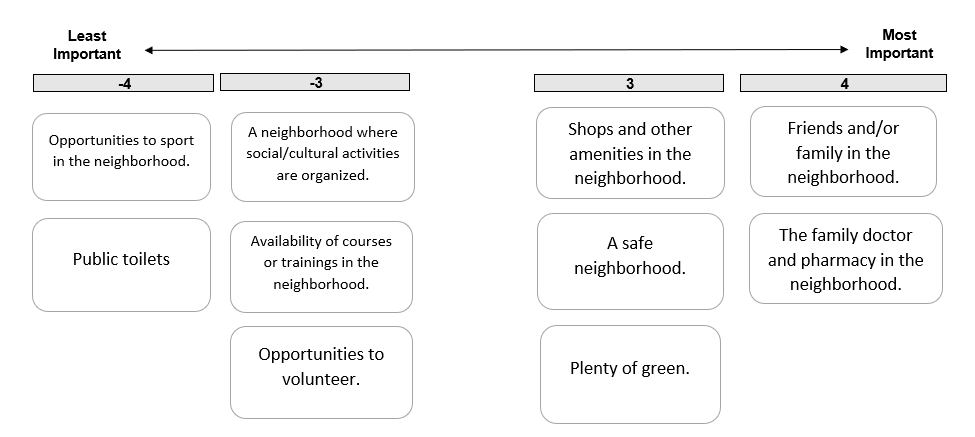 Least
Important
Most
Important
-4
-3
3
4
Opportunities to sport
in the neighborhood.
A neighborhood where
social/cultural activities
are organized.
Shops and other
amenities in the
neighborhood.
Friends and/or
family in the
neighborhood.
Public toilets
Availability of courses
or trainings in the
neighborhood.
A safe
neighborhood.
The family doctor
and pharmacy in the
neighborhood.
Opportunities to
volunteer.
Plenty of green.